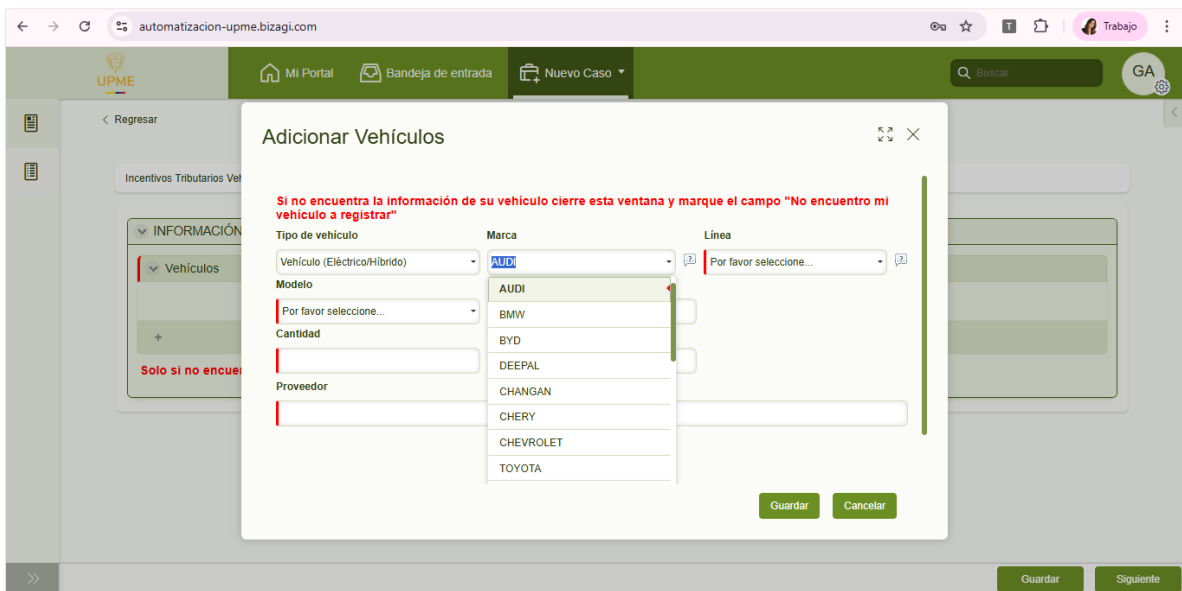 automatizacion-upme.bizagi.com
T
Trabajo
UPME
Mi Portal
Bandeja de entrada
Nuevo Caso
Buscar
GA
< Regresar
Adicionar Vehículos
Incentivos Tributarios Veh
Si no encuentra la información de su vehículo cierre esta ventana y marque el campo "No encuentro mi
vehículo a registrar"
INFORMACIÓN
Tipo de vehículo
Marca
Línea
Vehículo (Eléctrico/Híbrido)
AUDI
Por favor seleccione...
Vehículos
Modelo
AUDI
Por favor seleccione...
BMW
Cantidad
BYD
DEEPAL
Solo si no encuen
Proveedor
CHANGAN
CHERY
CHEVROLET
TOYOTA
Guardar
Cancelar
Guardar
Siguiente